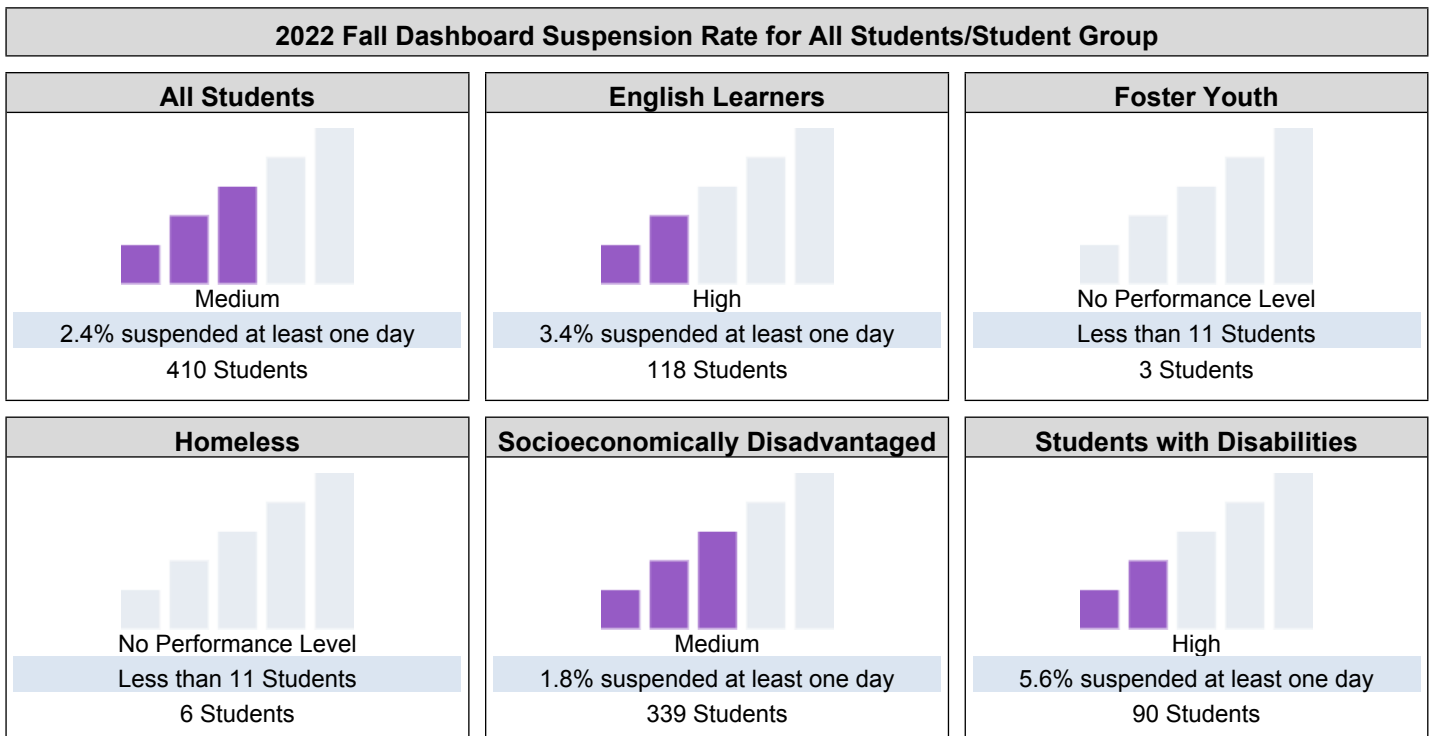 2022 Fall Dashboard Suspension Rate for All Students/Student Group
All Students
Medium
2.4% suspended at least one day
410 Students
English Learners
High
3.4% suspended at least one day
118 Students
Foster Youth
No Performance Level
Less than 11 Students
3 Students
Homeless
No Performance Level
Less than 11 Students
6 Students
Socioeconomically Disadvantaged
Medium
1.8% suspended at least one day
339 Students
Students with Disabilities
High
5.6% suspended at least one day
90 Students